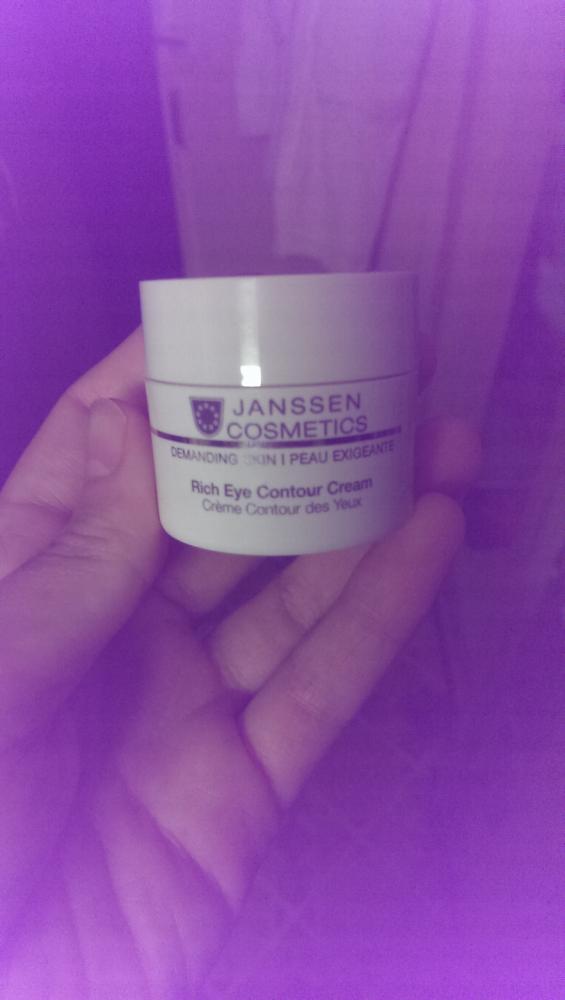 JANSSEN
COSMETICS
DEMANDING SKIN | PEAU EXIGEANTE
Rich Eye Contour Cream
Crème Contour des Yeux